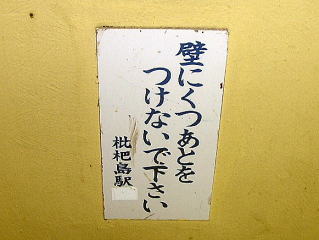 壁にくつあとを
つけないで下さい
枇杷島駅